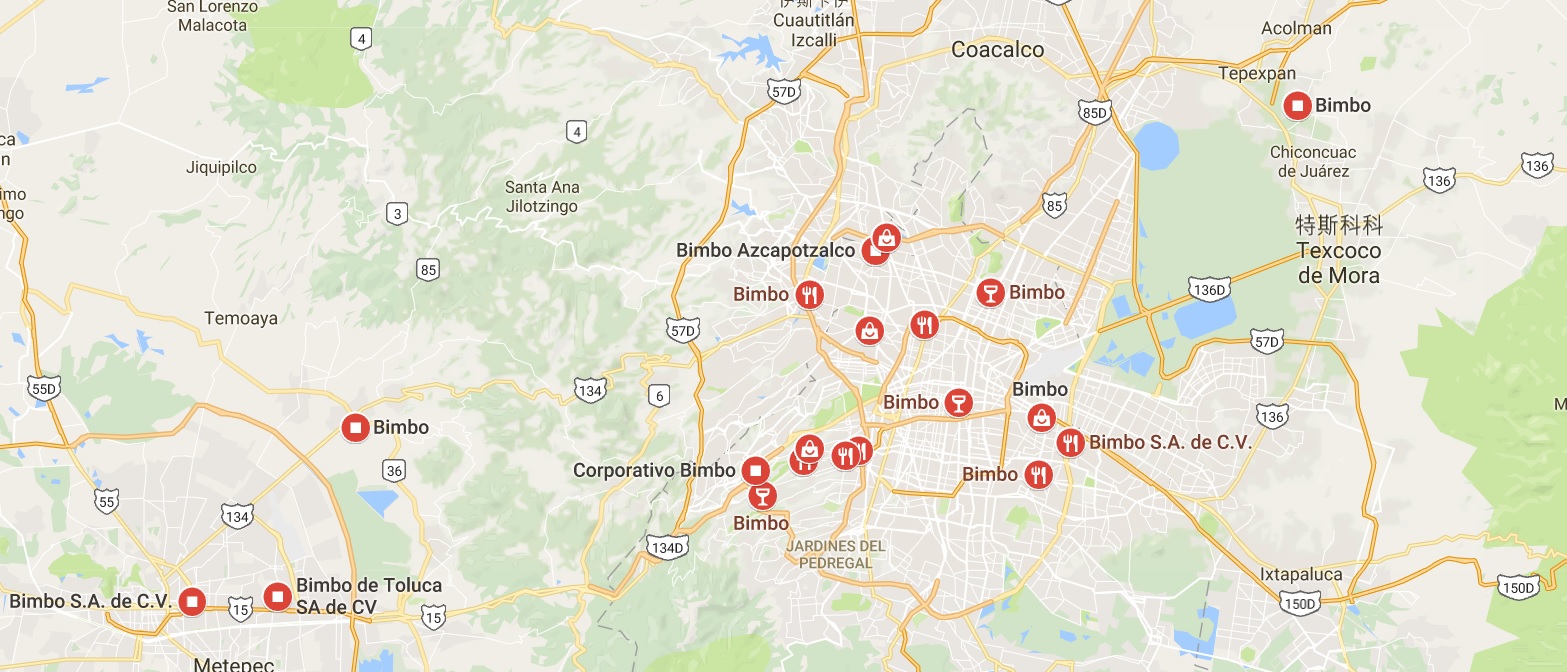 San Lorenzo
Malacota
4
伊斯卡伊
Cuautitlán
Izcalli
Coacalco
Acolman
Tepexpan
57D
85D
Bimbo
ca
n
Jiquipilco
4
Chiconcuac
de Juárez
136
136
imo
ngo
Santa Ana
Jilotzingo
3
85
特斯科科
Texcoco
de Mora
Bimbo Azcapotzalco
85
Bimbo
Bimbo
136D
Temoaya
57D
57D
55D
134
6
Bimbo
Bimbo
136
M
Bimbo
Bimbo S.A. de C.V.
36
Corporativo Bimbo
Bimbo
55
134
Bimbo
134D
JARDINES DEL
PEDREGAL
Ixtapaluca
150D
150D
Bimbo S.A. de C.V.
15
Bimbo de Toluca
SA de CV
15
Metepec